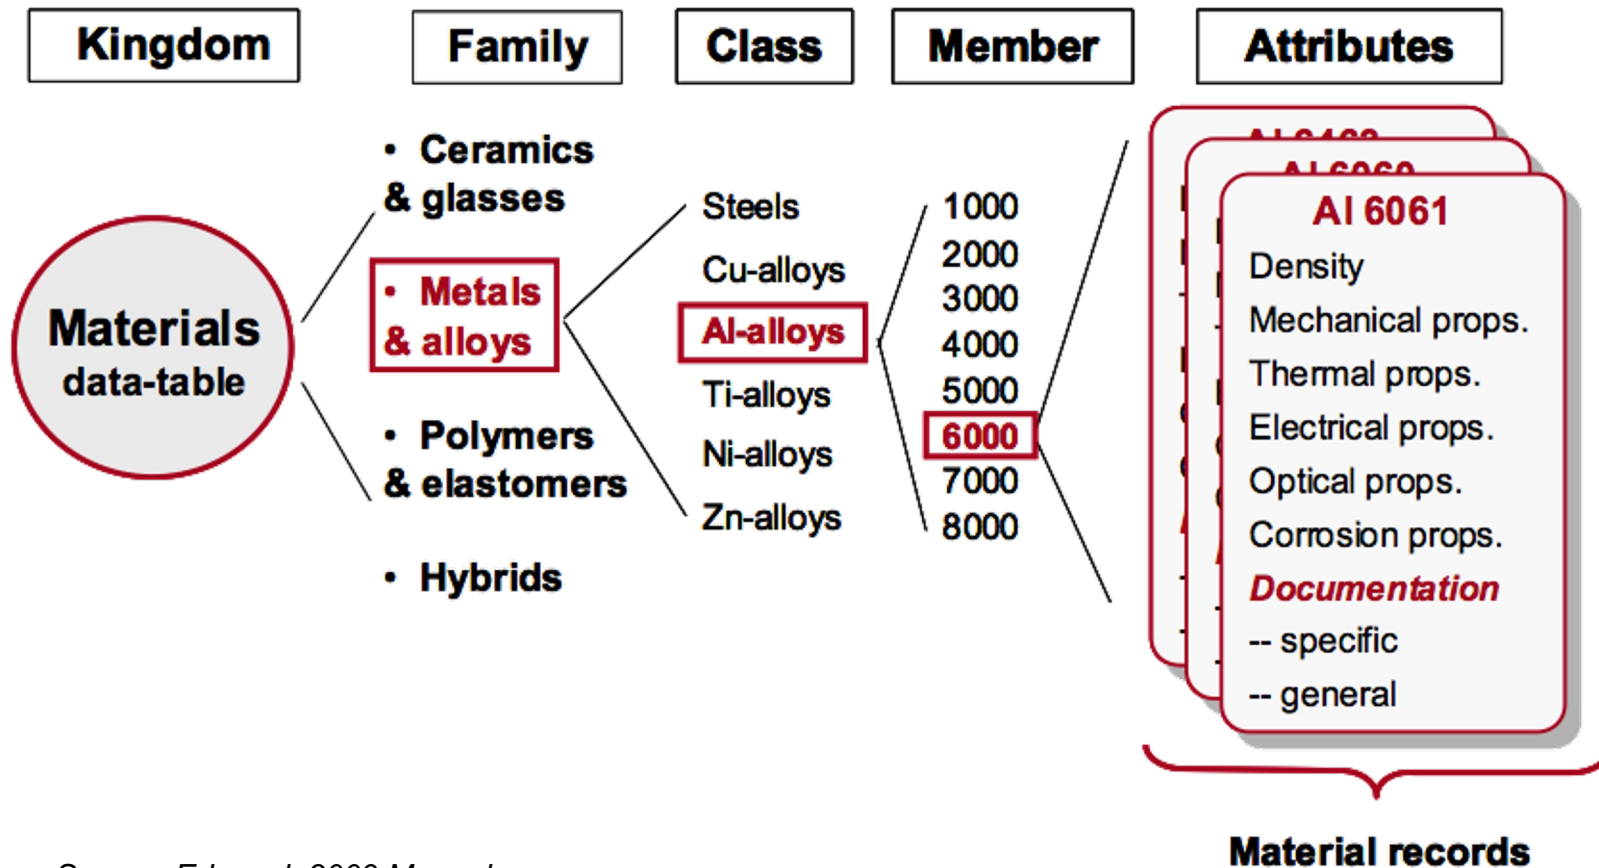 Kingdom
Family
Class
Member
Attributes
Materials
data-table
• Ceramics
& glasses
• Metals
& alloys
• Polymers
& elastomers
• Hybrids
Steels
Cu-alloys
Al-alloys
Ti-alloys
Ni-alloys
Zn-alloys
1000
2000
3000
4000
5000
6000
7000
8000
Al 6060
Al 6061
Density
Mechanical props.
Thermal props.
Electrical props.
Optical props.
Corrosion props.
Documentation
-- specific
-- general
Material records